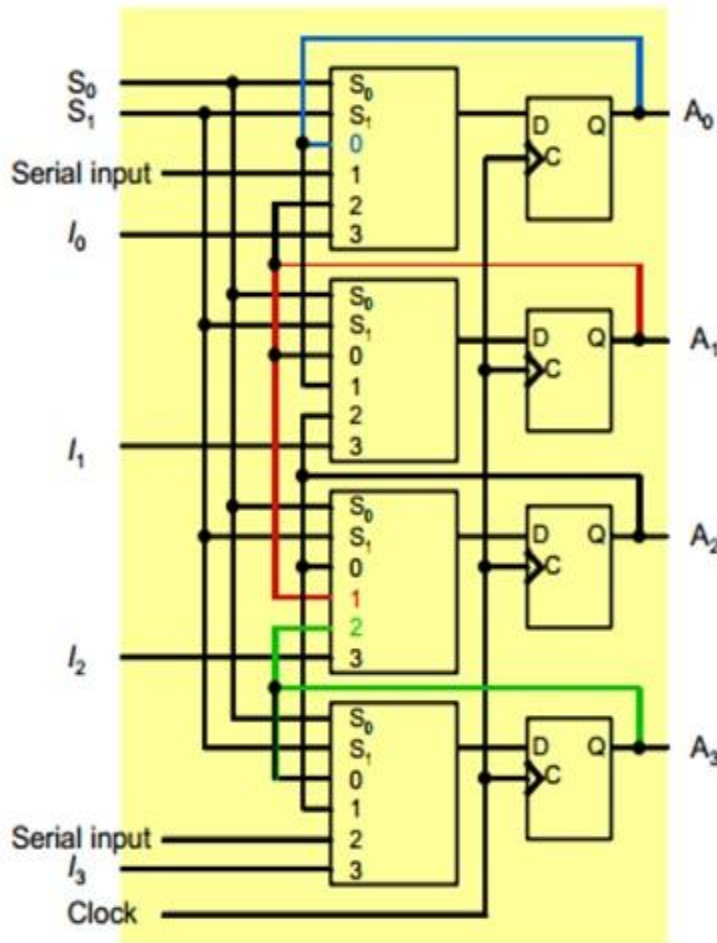 S₀ S₀ A₀
S₁ S₁ D Q
0 C
Serial input 1
2
I₀ 3
S₀
S₁ D Q A₁
0 C
1
2
I₁ 3
S₀
S₁ D Q A₂
0 C
1
2
I₂ 3
S₀
S₁ D Q A₃
0 C
1
Serial input 2
I₃ 3
Clock